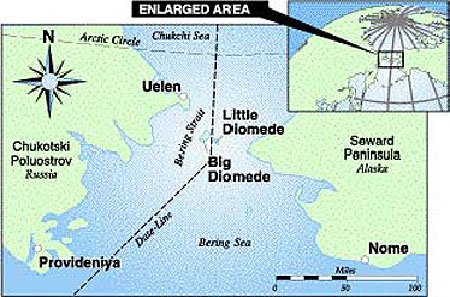 ENLARGED AREA
N
Arctic Circle
Chukchi Sea
Uelen
Bering Strait
Little
Diomede
Chukotski
Poluostrov
Russia
Seward
Peninsula
Alaska
Big
Diomede
Date-Line
Bering Sea
Provideniya
Nome
Miles
0
50
100
200